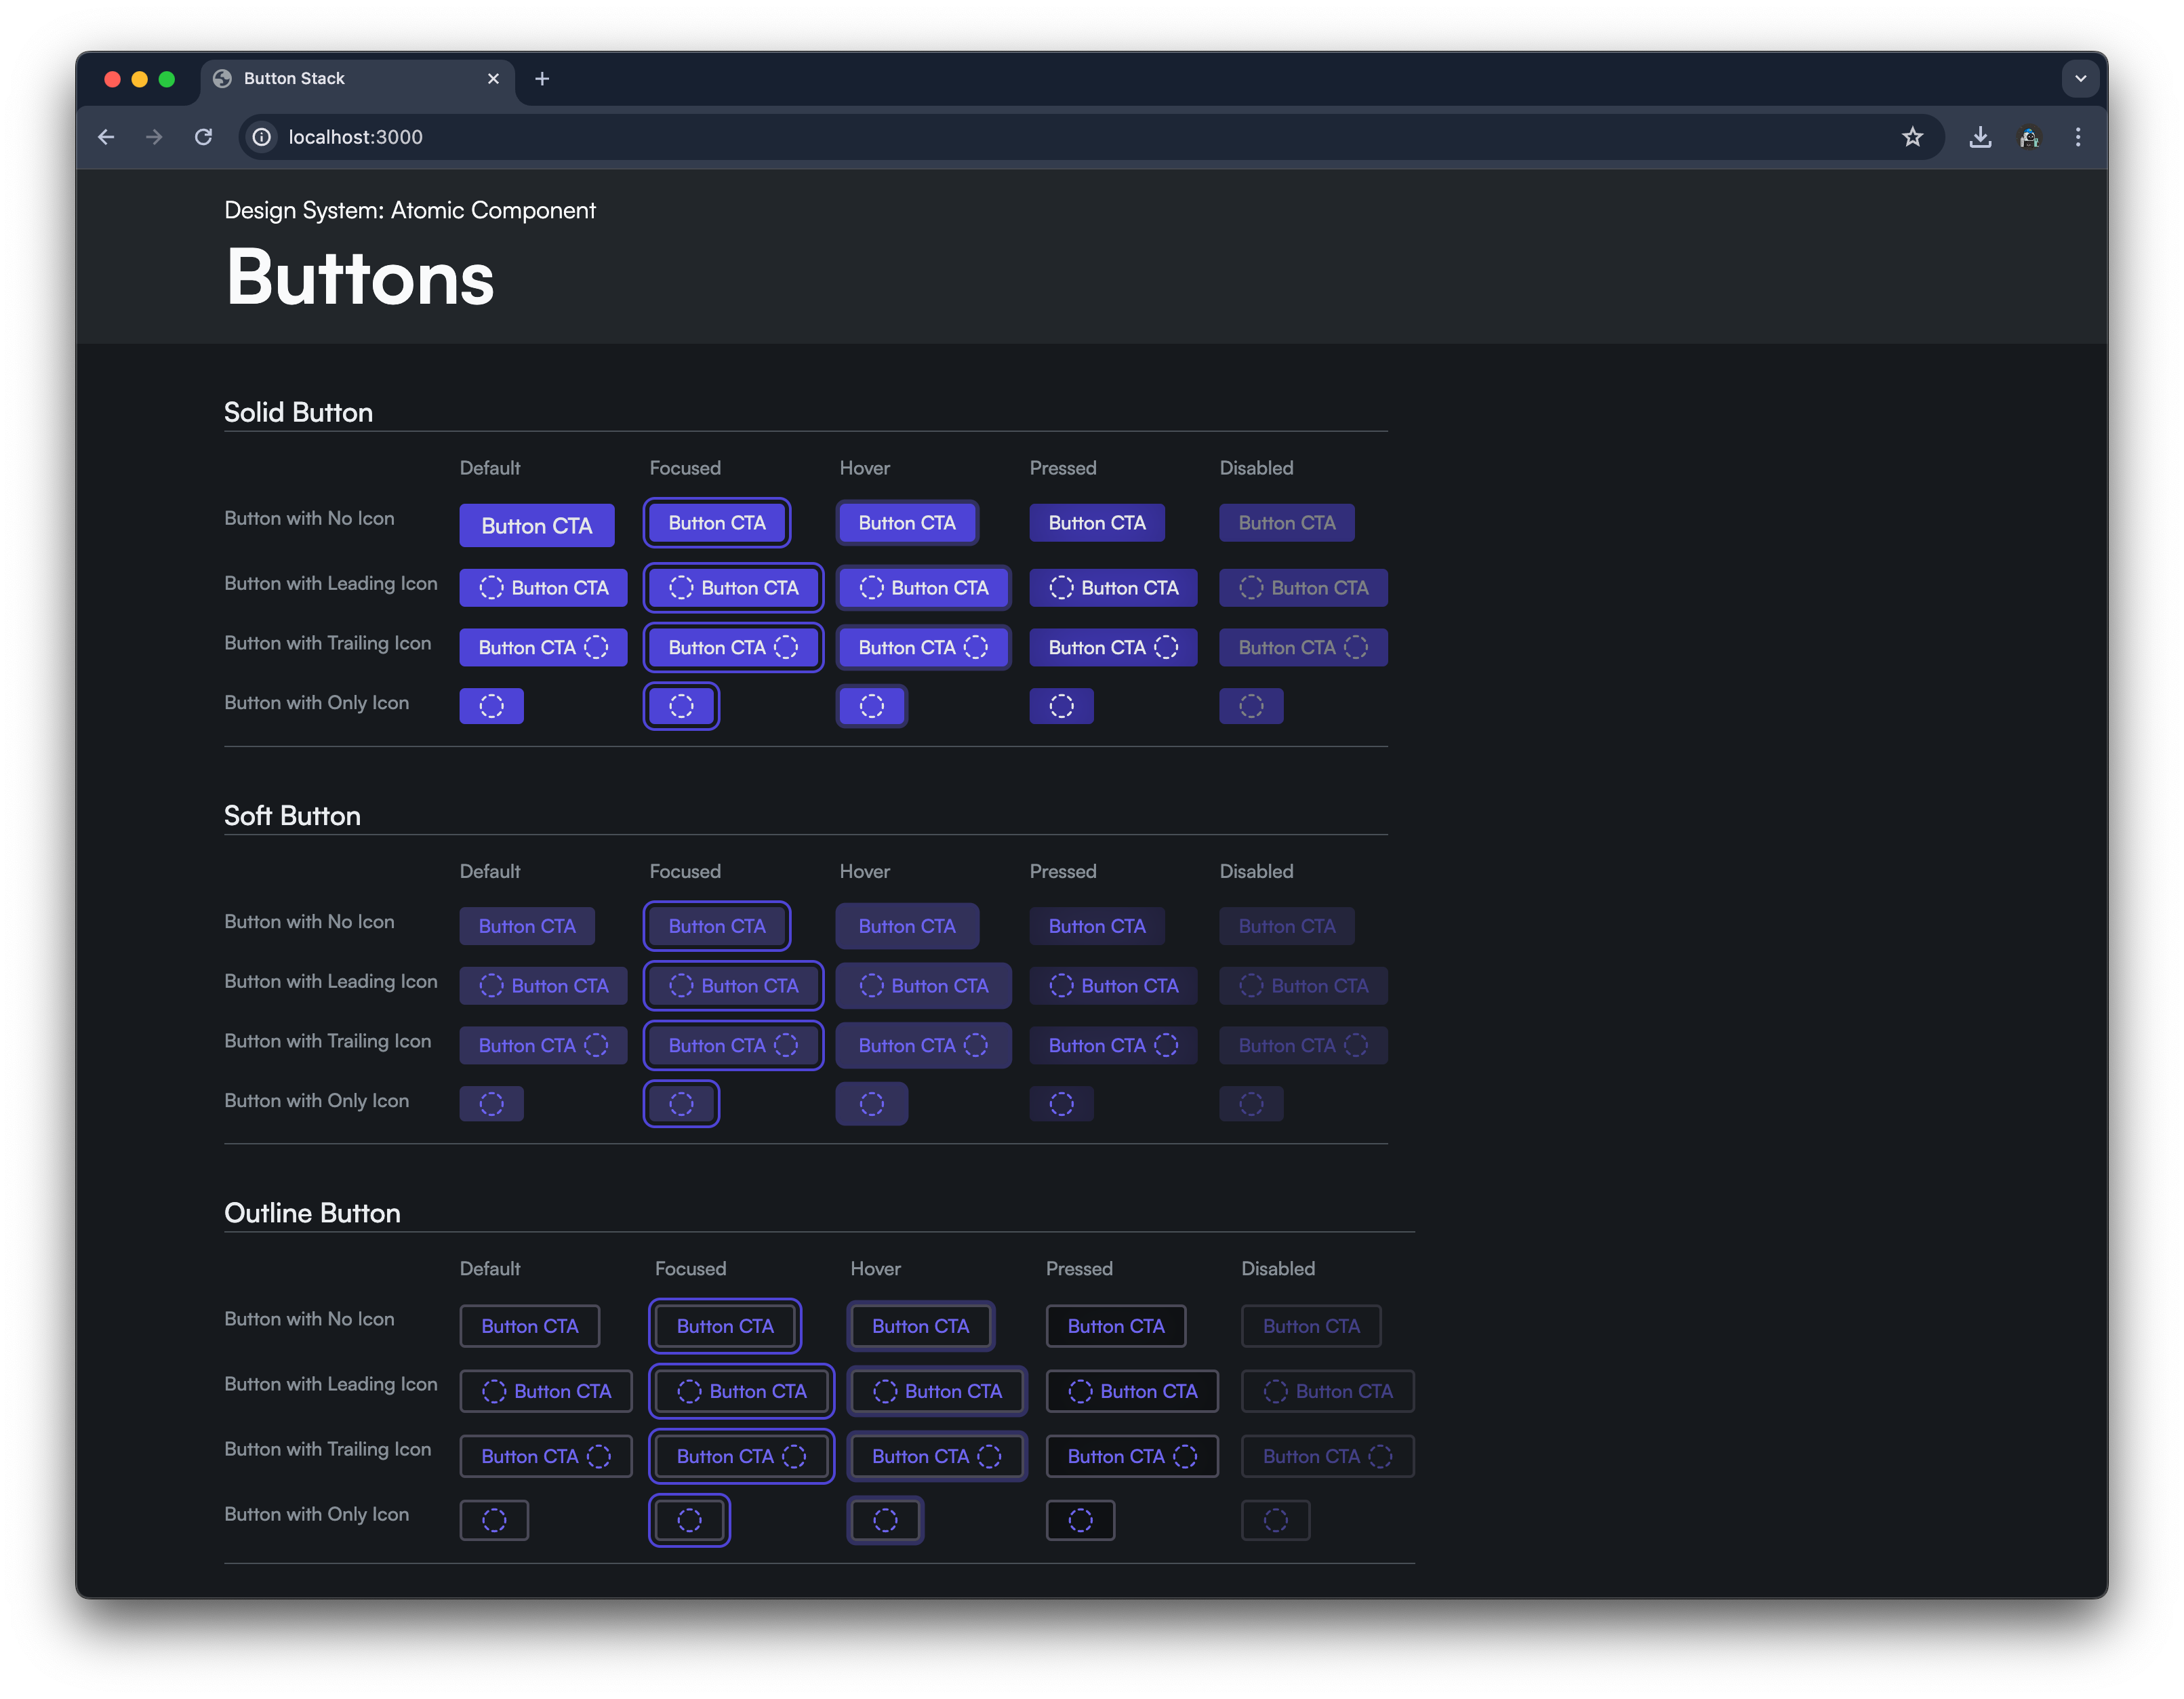 Button Stack
localhost:3000
Design System: Atomic Component
Buttons
Solid Button
Default Focused Hover Pressed Disabled
Button with No Icon Button CTA Button CTA Button CTA Button CTA Button CTA
Button with Leading Icon Button CTA Button CTA Button CTA Button CTA Button CTA
Button with Trailing Icon Button CTA Button CTA Button CTA Button CTA Button CTA
Button with Only Icon
Soft Button
Default Focused Hover Pressed Disabled
Button with No Icon Button CTA Button CTA Button CTA Button CTA Button CTA
Button with Leading Icon Button CTA Button CTA Button CTA Button CTA Button CTA
Button with Trailing Icon Button CTA Button CTA Button CTA Button CTA Button CTA
Button with Only Icon
Outline Button
Default Focused Hover Pressed Disabled
Button with No Icon Button CTA Button CTA Button CTA Button CTA Button CTA
Button with Leading Icon Button CTA Button CTA Button CTA Button CTA Button CTA
Button with Trailing Icon Button CTA Button CTA Button CTA Button CTA Button CTA
Button with Only Icon